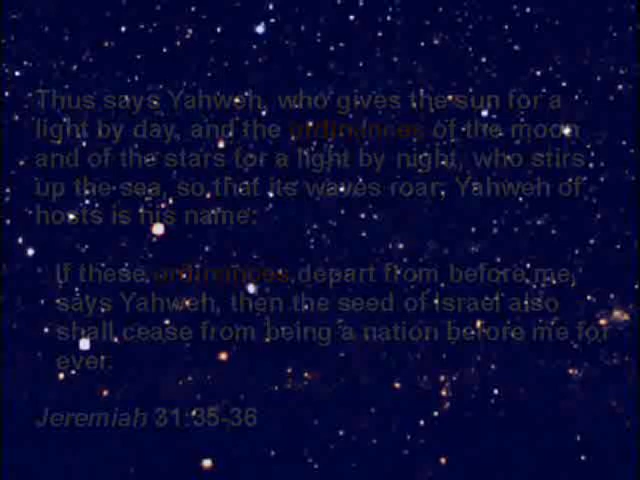 Thus says Yahweh, who gives the sun for a
light by day, and the ordinances of the moon
and of the stars for a light by night, who stirs
up the sea, so that its waves roar; Yahweh of
hosts is his name:
If these ordinances depart from before me,
says Yahweh, then the seed of Israel also
shall cease from being a nation before me for
ever.
Jeremiah 31:35-36